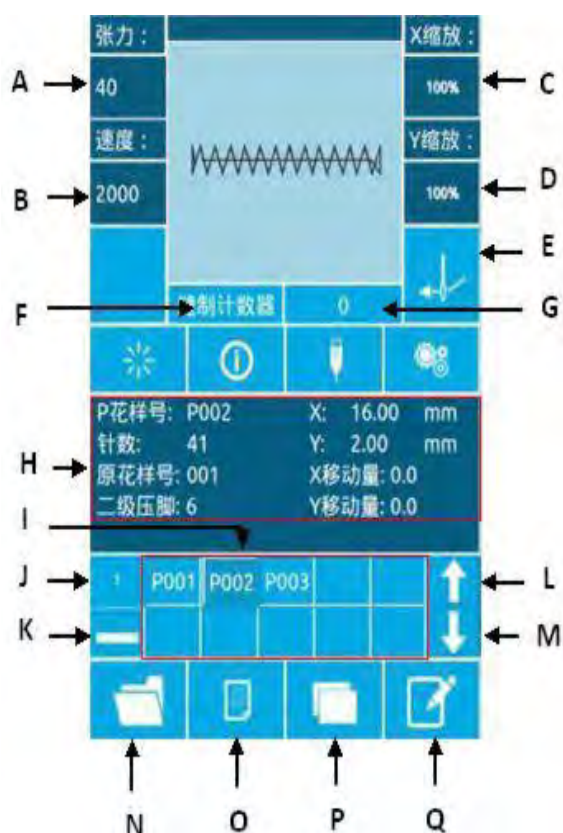 张力： X缩放：
A 40 100% C
速度： Y缩放：
B 2000 100% D
E
F 缝制计数器 0 G
P花样号: P002 X: 16.00 mm
针数: 41 Y: 2.00 mm
H 原花样号: 001 X移动量: 0.0
I 二级压脚: 6 Y移动量: 0.0
J P001 P002 P003 L
K M
N O P Q